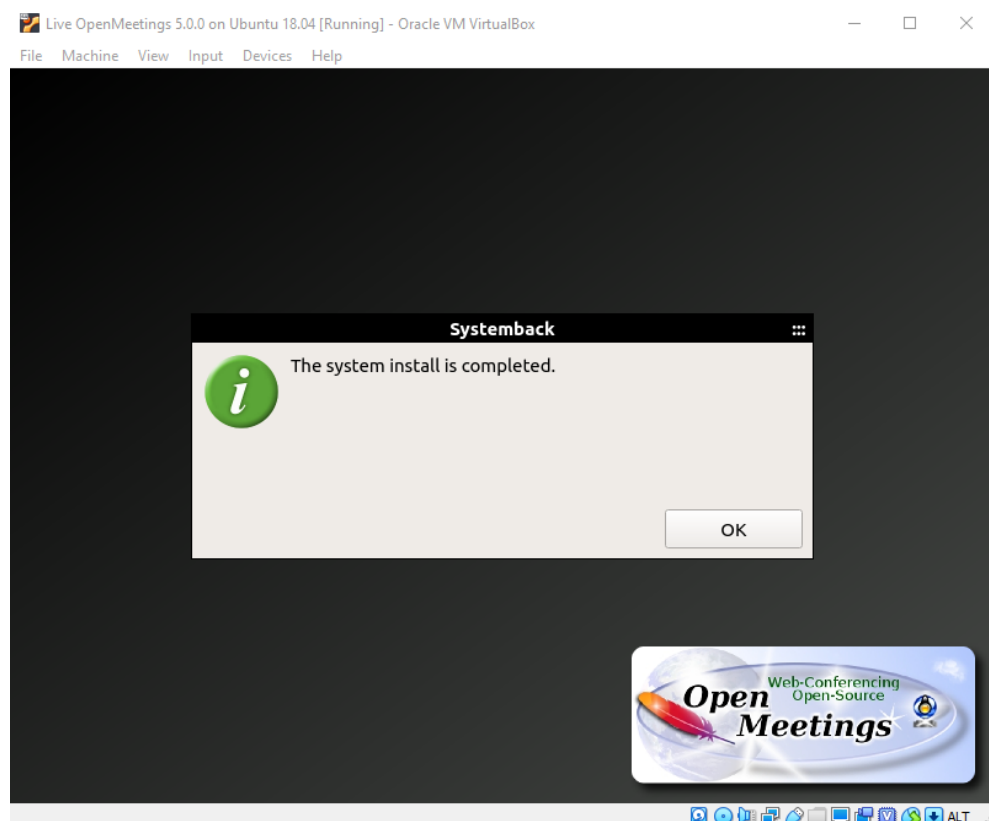 Live OpenMeetings 5.0.0 on Ubuntu 18.04 [Running] - Oracle VM VirtualBox
File Machine View Input Devices Help
Systemback
The system install is completed.
OK
Web-Conferencing
Open-Source
Open
Meetings
ALT